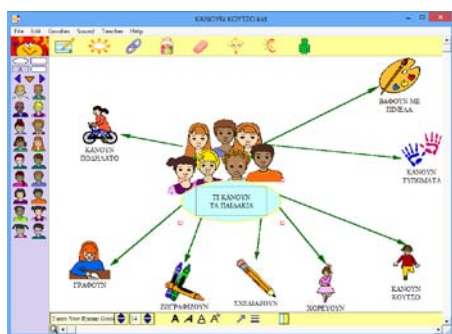 ΚΑΝΟΥΝ ΚΟΥΤΣΟ.kid
File Edit Goodies Sound Teacher Help
ΒΑΦΟΥΝ ΜΕ
ΠΙΝΕΛΑ
ΚΑΝΟΥΝ
ΠΟΔΗΛΑΤΟ
ΚΑΝΟΥΝ
ΤΥΠΩΜΑΤΑ
ΤΙ ΚΑΝΟΥΝ
ΤΑ ΠΑΙΔΑΚΙΑ
ΓΡΑΦΟΥΝ
ΖΩΓΡΑΦΙΖΟΥΝ
ΣΧΕΔΙΑΖΟΥΝ
ΧΟΡΕΥΟΥΝ
ΚΑΝΟΥΝ
ΚΟΥΤΣΟ
Times New Roman Greek 14 A A A A